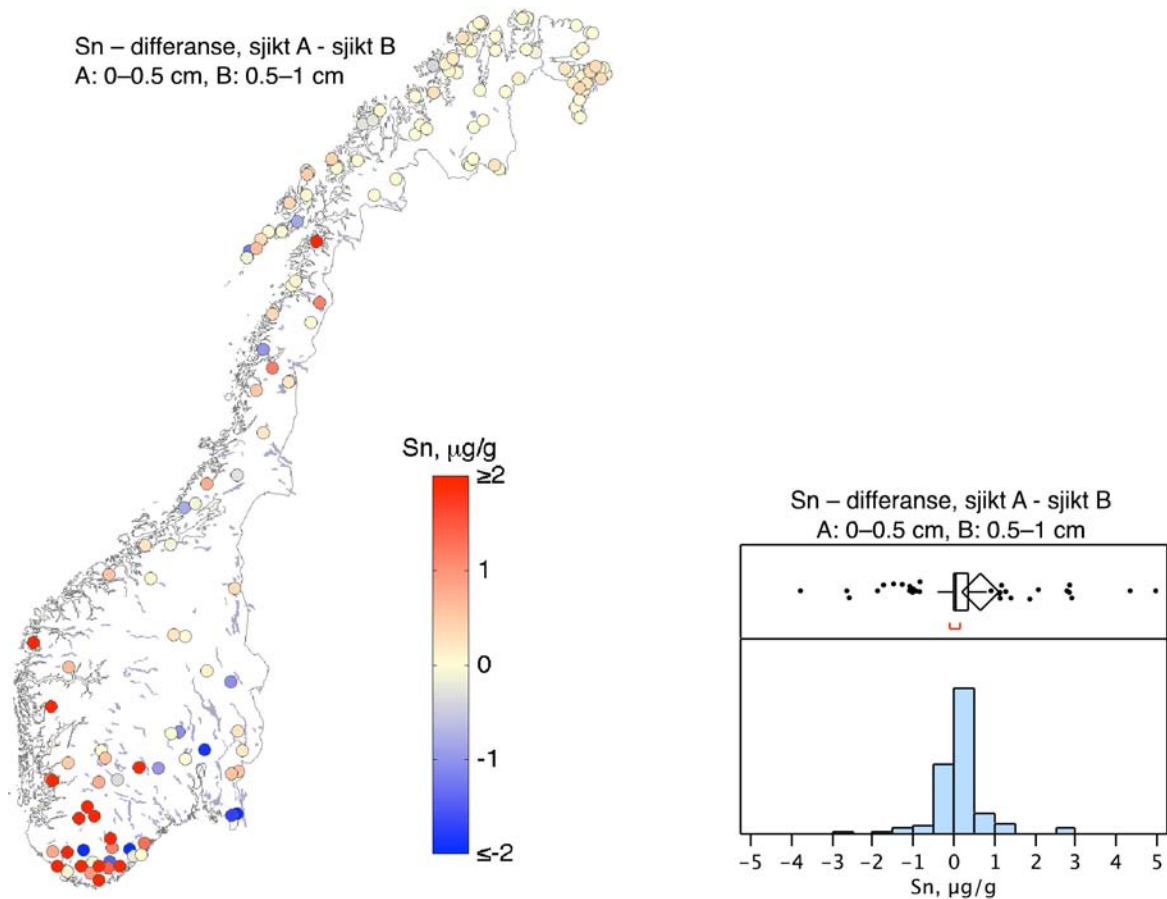 Sn – differanse, sjikt A - sjikt B
A: 0–0.5 cm, B: 0.5–1 cm
Sn, μg/g
≥2
1
0
-1
≤-2
Sn – differanse, sjikt A - sjikt B
A: 0–0.5 cm, B: 0.5–1 cm
−5 −4 −3 −2 −1 0 1 2 3 4 5
Sn, μg/g